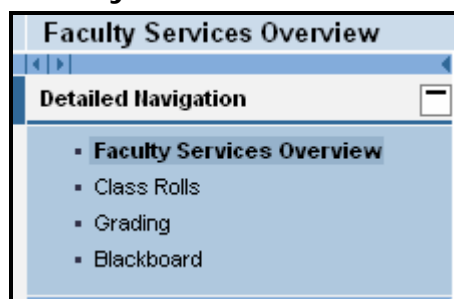 Faculty Services Overview
Detailed Navigation
Faculty Services Overview
Class Rolls
Grading
Blackboard